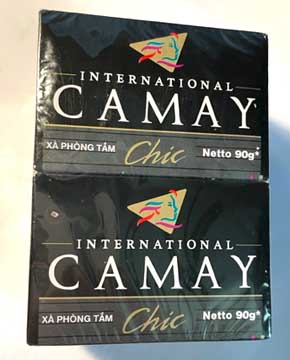 INTERNATIONAL
CAMAY
XÀ PHÒNG TẮM Chic Netto 90g*
INTERNATIONAL
CAMAY
XÀ PHÒNG TẮM Chic Netto 90g*